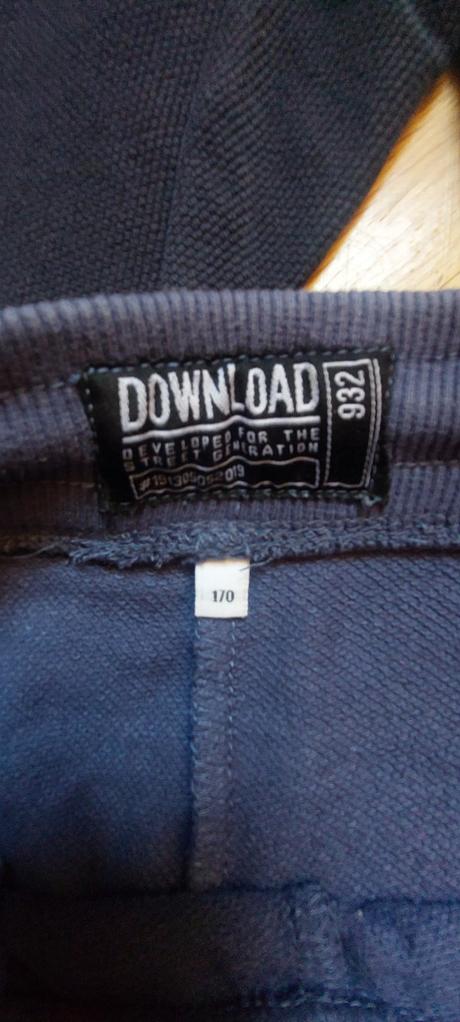 DOWNLOAD
DEVELOPED FOR THE
STREET GENERATION
932
170